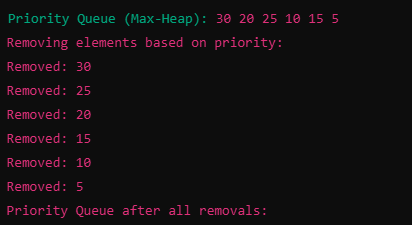 Priority Queue (Max-Heap): 30 20 25 10 15 5
Removing elements based on priority:
Removed: 30
Removed: 25
Removed: 20
Removed: 15
Removed: 10
Removed: 5
Priority Queue after all removals: